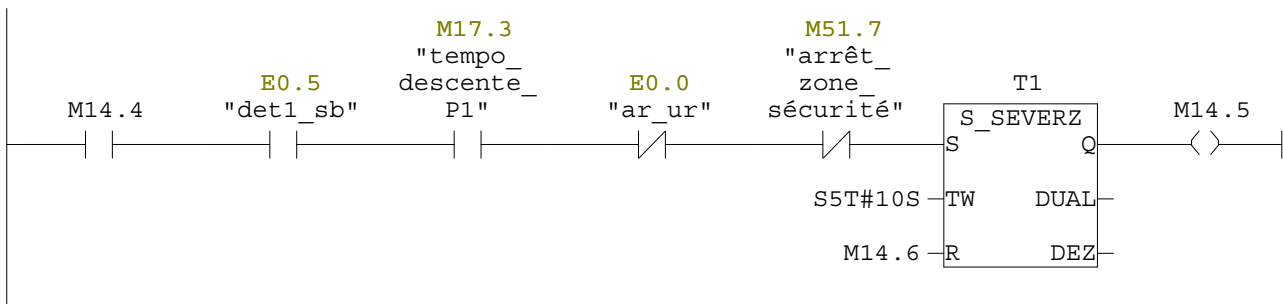 M17.3
M51.7
"tempo_
"arrêt_
E0.5
descente_
E0.0
zone_
T1
M14.4
"det1_sb"
P1"
"ar_ur"
sécurité"
S_SEVERZ
M14.5
S
Q
S5T#10S
TW
DUAL
M14.6
R
DEZ